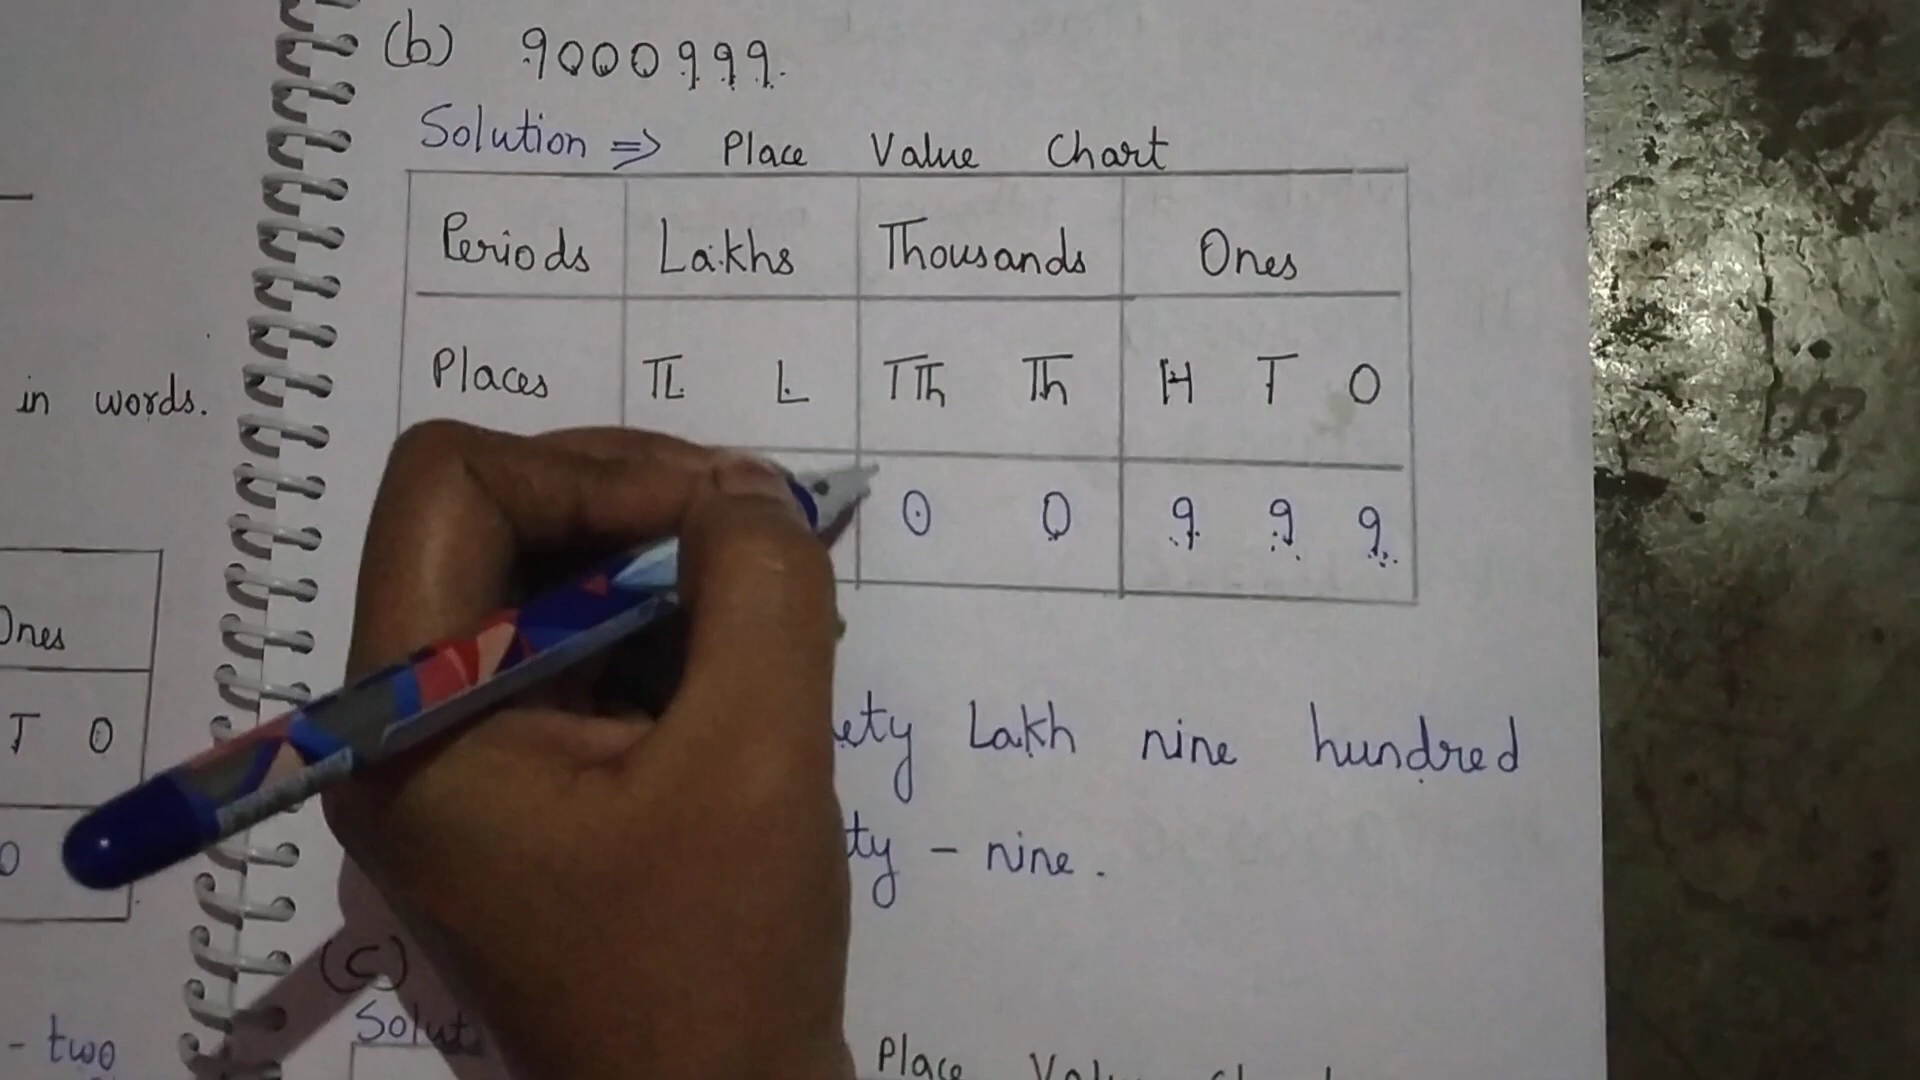 (b) 9000999.
Solution ⇒ Place Value Chart
Periods Lakhs Thousands Ones
Places TL L TTh Th H T O
0 0 9 9 9
Lakh nine hundred
- nine.
(c)
Place
in words.
Ones
T O
0
- two